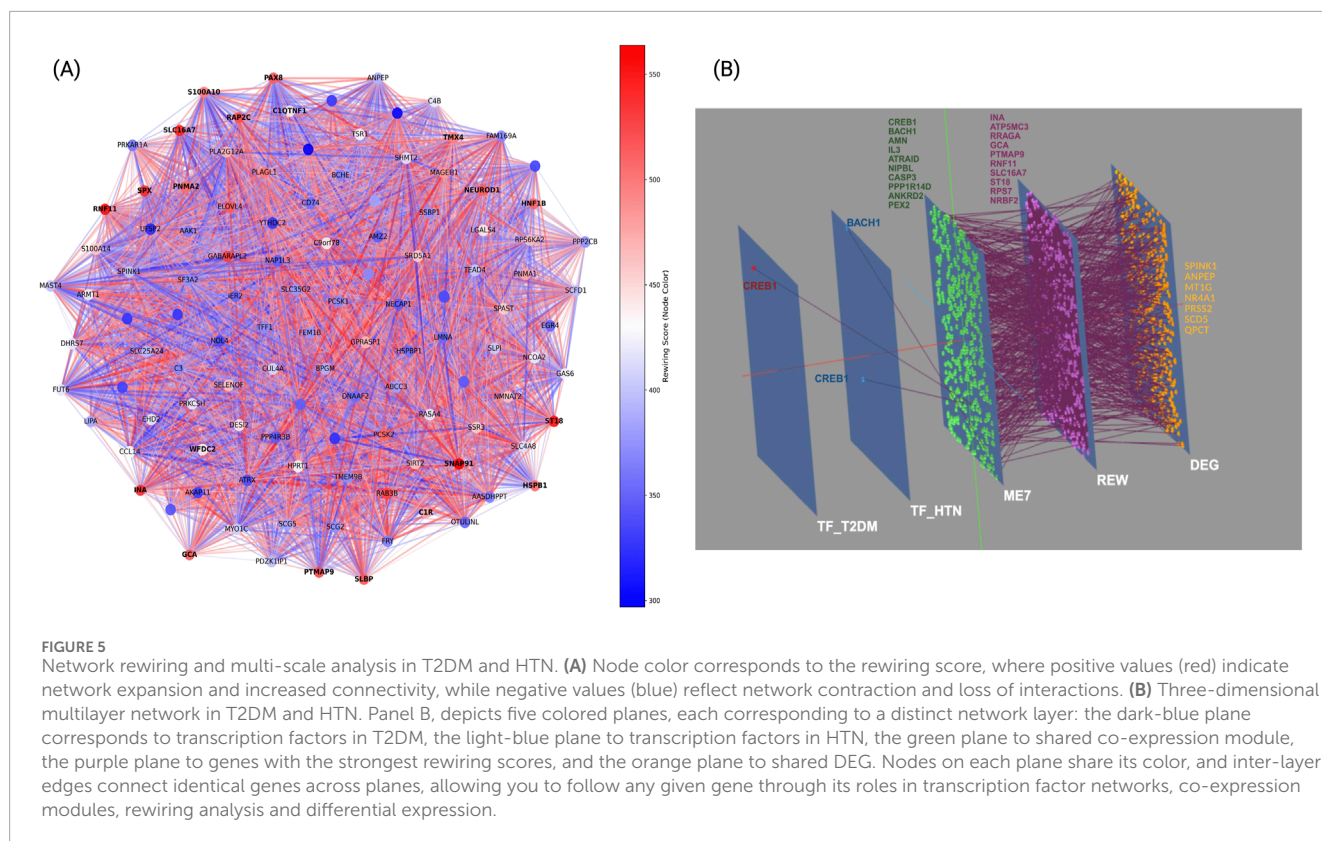 (A)
PAX8
ANPEP
S100A10
C4B
C1QTNF1
RAP2C
SLC16A7
TSR1
TMX4
FAM169A
PRKAR1A
PLA2G12A
SHMT2
PLAGL1
BCHE
MAGEH1
PNMA2
SPX
CD74
NEUROD1
ELOVL4
SSBP1
HNF1B
RNF11
UFSP2
AAK1
YTHDC2
AMZ2
LGALS4
RPS6KA2
PPP2CB
S100A14
C9orf78
GABARAPL2
NAP1L3
SRD5A1
SPINK1
SF3A2
TEAD4
PNMA1
SCFD1
MAST4
ARMT1
IER2
SLC35G2
PCSK1
NECAP1
SPAST
EGR4
NOL4
TFF1
FEM1B
LMNA
DHRS7
SLC25A24
GPRASP1
HSPBP1
SLPI
NCOA2
C3
CUL4A
BPGM
GAS6
FUT6
SELENOF
ABCC3
NMNAT2
PRKCSH
DNAAF2
LIPA
EHD2
RASA4
DESI2
ST18
CCL14
WFDC2
PPP4R3B
PCSK2
SSR3
SLC4A8
HPRT1
SIRT2
SNAP91
ATRX
TMEM9B
INA
AKAP11
RAB3B
AASDHPPT
HSPB1
MYO1C
SCG5
SCG2
C1R
OTULINL
FRY
GCA
PDZK1IP1
PTMAP9
SLBP
550
500
450
400
350
300
Rewiring Score (Node Color)
(B)
CREB1
BACH1
AMN
IL3
ATRAID
NIPBL
CASP3
PPP1R14D
ANKRD2
PEX2
INA
ATP5MC3
RRAGA
GCA
PTMAP9
RNF11
SLC16A7
ST18
RPS7
NRBF2
BACH1
CREB1
CREB1
SPINK1
ANPEP
MT1G
NR4A1
PRSS2
SCD5
QPCT
TF_T2DM
TF_HTN
ME7
REW
DEG
FIGURE 5
Network rewiring and multi-scale analysis in T2DM and HTN. (A) Node color corresponds to the rewiring score, where positive values (red) indicate
network expansion and increased connectivity, while negative values (blue) reflect network contraction and loss of interactions. (B) Three-dimensional
multilayer network in T2DM and HTN. Panel B, depicts five colored planes, each corresponding to a distinct network layer: the dark-blue plane
corresponds to transcription factors in T2DM, the light-blue plane to transcription factors in HTN, the green plane to shared co-expression module,
the purple plane to genes with the strongest rewiring scores, and the orange plane to shared DEG. Nodes on each plane share its color, and inter-layer
edges connect identical genes across planes, allowing you to follow any given gene through its roles in transcription factor networks, co-expression
modules, rewiring analysis and differential expression.